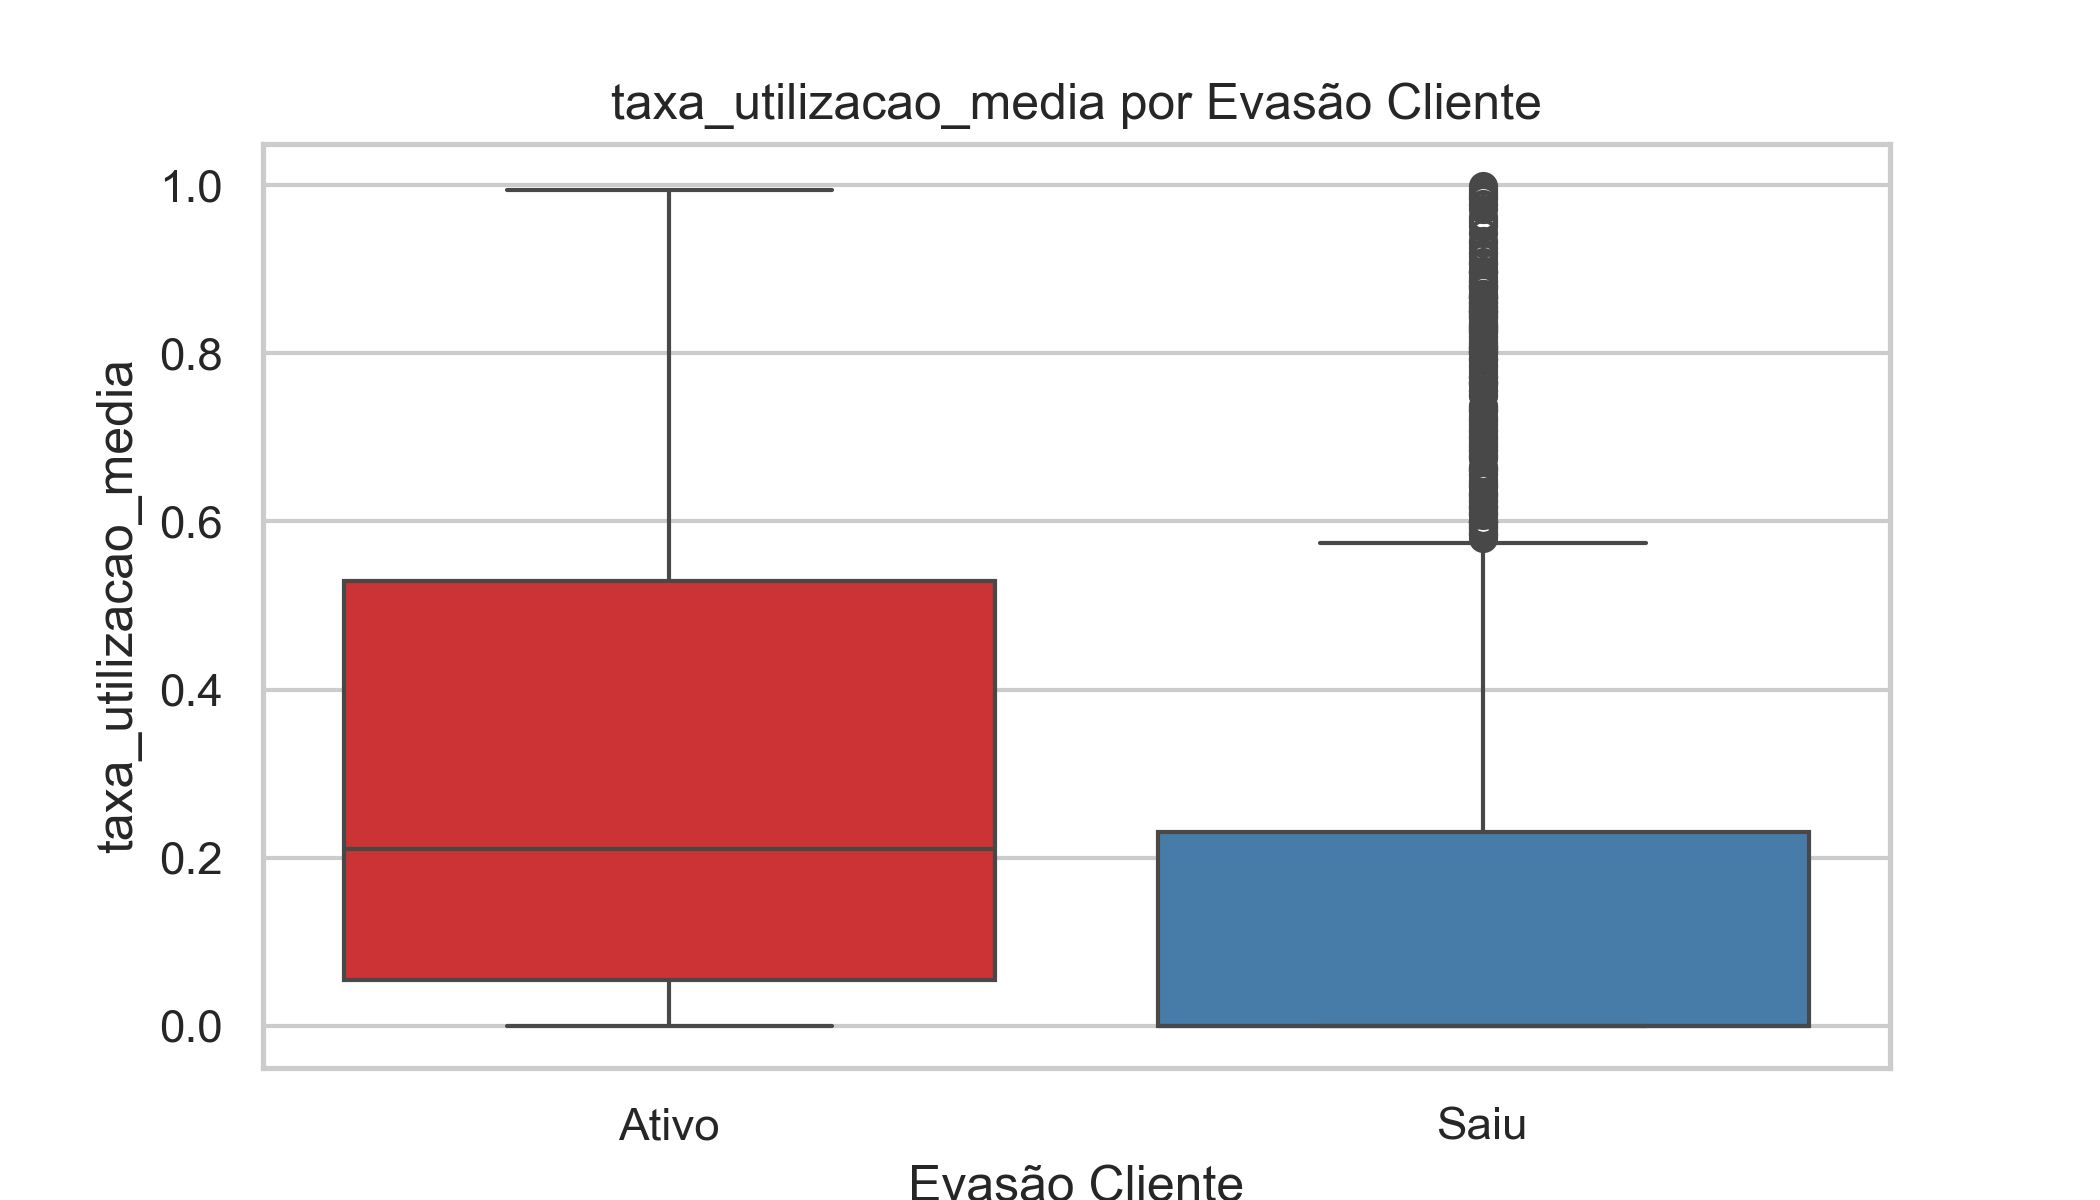 taxa_utilizacao_media por Evasão Cliente
taxa_utilizacao_media
1.0
0.8
0.6
0.4
0.2
0.0
Ativo
Saiu
Evasão Cliente